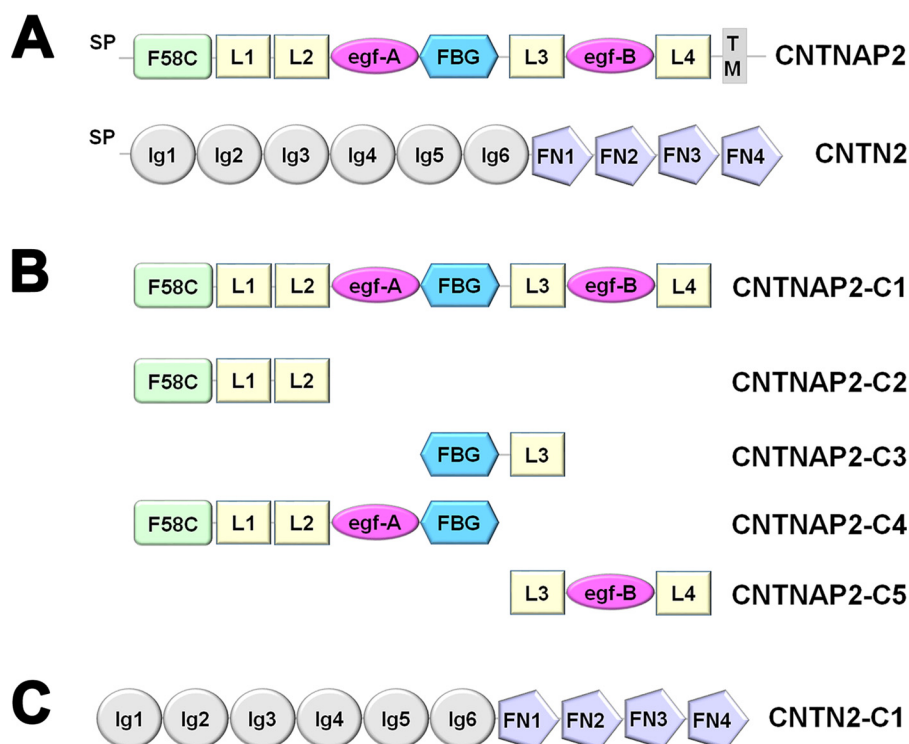 A
SP F58C L1 L2 egf-A FBG L3 egf-B L4 TM CNTNAP2
SP Ig1 Ig2 Ig3 Ig4 Ig5 Ig6 FN1 FN2 FN3 FN4 CNTN2
B
F58C L1 L2 egf-A FBG L3 egf-B L4 CNTNAP2-C1
F58C L1 L2 CNTNAP2-C2
FBG L3 CNTNAP2-C3
F58C L1 L2 egf-A FBG CNTNAP2-C4
L3 egf-B L4 CNTNAP2-C5
C
Ig1 Ig2 Ig3 Ig4 Ig5 Ig6 FN1 FN2 FN3 FN4 CNTN2-C1